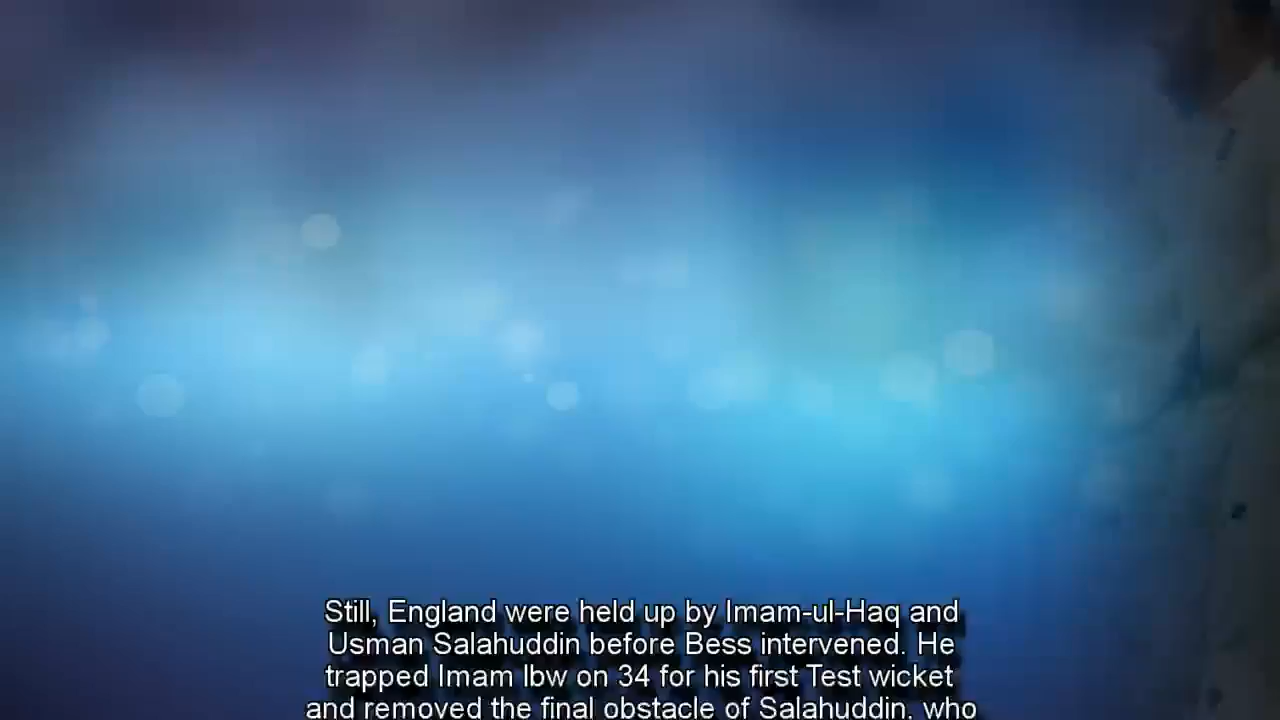 Still, England were held up by Imam-ul-Haq and
Usman Salahuddin before Bess intervened. He
trapped Imam lbw on 34 for his first Test wicket
and removed the final obstacle of Salahuddin, who